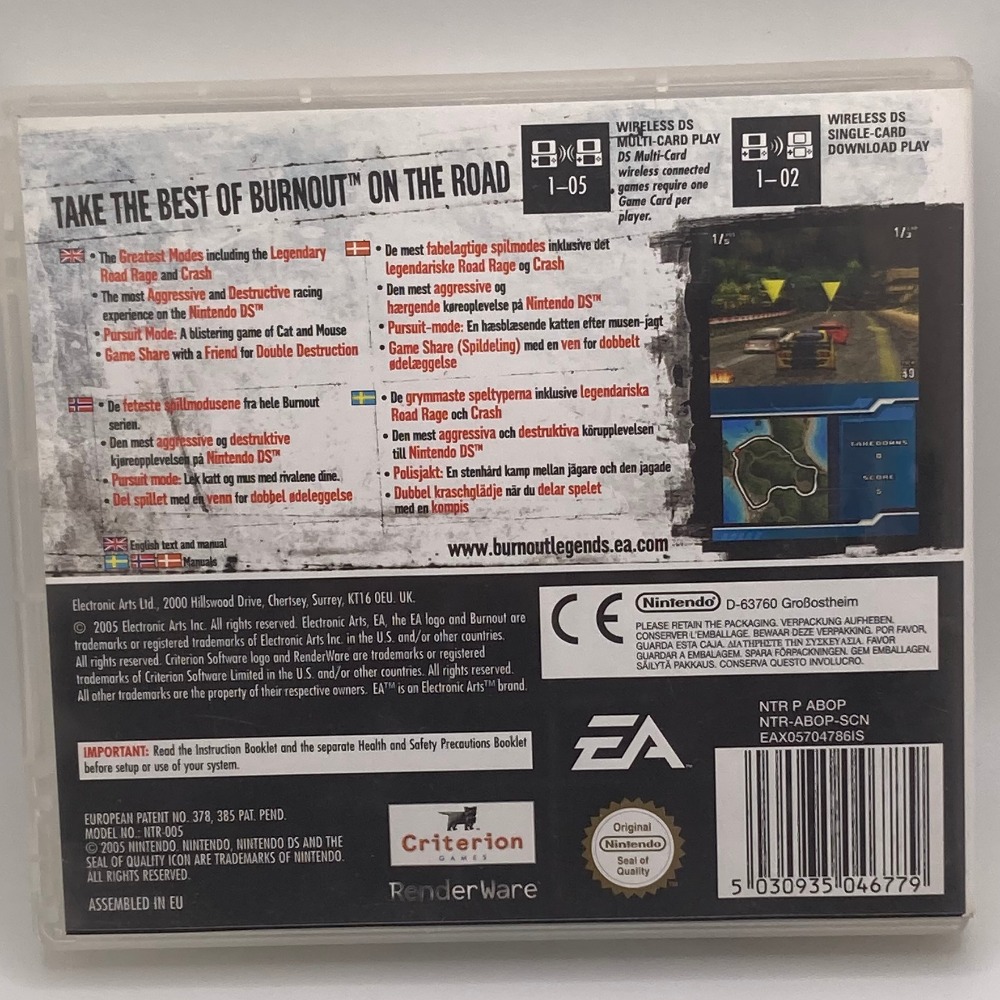 TAKE THE BEST OF BURNOUT™ ON THE ROAD
1–05
WIRELESS DS
MULTI-CARD PLAY
DS Multi-Card
wireless connected
games require one
Game Card per
player.
1–02
WIRELESS DS
SINGLE-CARD
DOWNLOAD PLAY
• The Greatest Modes including the Legendary
Road Rage and Crash
• The most Aggressive and Destructive racing
experience on the Nintendo DS™
• Pursuit Mode: A blistering game of Cat and Mouse
• Game Share with a Friend for Double Destruction
• De mest fabelagtige spilmodes inklusive det
legendariske Road Rage og Crash
• Den mest aggressive og
hærgende køreoplevelse på Nintendo DS™
• Pursuit-mode: En hæsblæsende katten efter musen-jagt
• Game Share (Spildeling) med en ven for dobbelt
ødelæggelse
• De feteste spillmodusene fra hele Burnout
serien.
• Den mest aggressive og destruktive
kjøreopplevelsen på Nintendo DS™
• Pursuit mode: Lek katt og mus med rivalene dine.
• Del spillet med en venn for dobbel ødeleggelse
• De grymmaste speltyperna inklusive legendariska
Road Rage och Crash
• Den mest aggressiva och destruktiva körupplevelsen
till Nintendo DS™
• Polisjakt: En stenhård kamp mellan jägare och den jagade
• Dubbel kraschglädje när du delar spelet
med en kompis
TAKEDOWNS
0
SCORE
5
English text and manual
Manuals
www.burnoutlegends.ea.com
Electronic Arts Ltd., 2000 Hillswood Drive, Chertsey, Surrey, KT16 0EU. UK.
© 2005 Electronic Arts Inc. All rights reserved. Electronic Arts, EA, the EA logo and Burnout are
trademarks or registered trademarks of Electronic Arts Inc. in the U.S. and/or other countries.
All rights reserved. Criterion Software logo and RenderWare are trademarks or registered
trademarks of Criterion Software Limited in the U.S. and/or other countries. All rights reserved.
All other trademarks are the property of their respective owners. EA™ is an Electronic Arts™ brand.
CE
Nintendo D-63760 Großostheim
PLEASE RETAIN THE PACKAGING. VERPACKUNG AUFHEBEN.
CONSERVER L'EMBALLAGE. BEWAAR DEZE VERPAKKING. POR FAVOR,
GUARDA ESTA CAJA. ΔΙΑΤΗΡΕΙΣΤΕ ΤΗΝ ΣΥΣΚΕΥΑΣΙΑ. FAVOR
GUARDAR A EMBALAGEM. SPARA FÖRPACKNINGEN. GEM EMBALLAGEN.
SÄILYTÄ PAKKAUS. CONSERVA QUESTO INVOLUCRO.
IMPORTANT: Read the Instruction Booklet and the separate Health and Safety Precautions Booklet
before setup or use of your system.
EA™
NTR P ABOP
NTR-ABOP-SCN
EAX05704786IS
EUROPEAN PATENT NO. 378, 385 PAT. PEND.
MODEL NO.: NTR-005
© 2005 NINTENDO. NINTENDO, NINTENDO DS AND THE
SEAL OF QUALITY ICON ARE TRADEMARKS OF NINTENDO.
ALL RIGHTS RESERVED.
ASSEMBLED IN EU
Criterion
GAMES
RenderWare
Original
Nintendo
Seal of
Quality
5 030935 046779